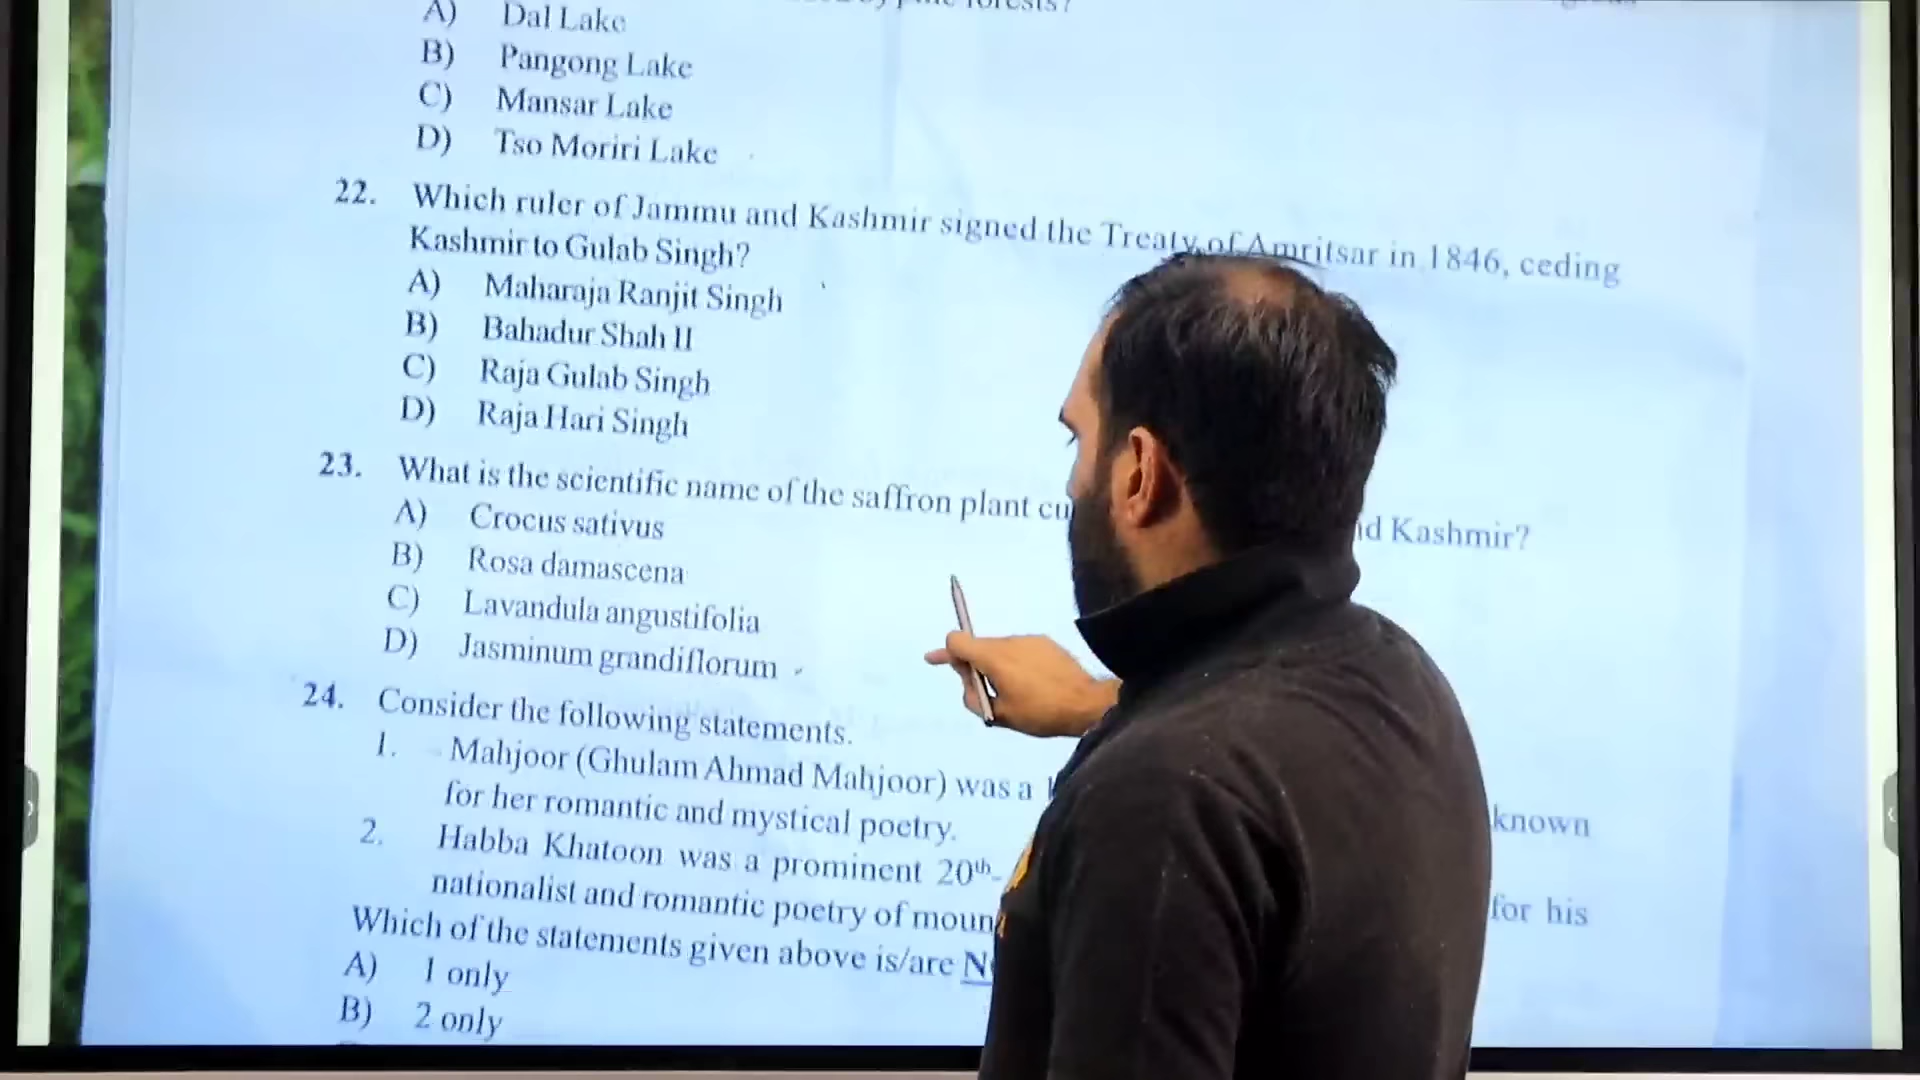 forests?
A) Dal Lake
B) Pangong Lake
C) Mansar Lake
D) Tso Moriri Lake
22. Which ruler of Jammu and Kashmir signed the Treaty of Amritsar in 1846, ceding
Kashmir to Gulab Singh?
A) Maharaja Ranjit Singh
B) Bahadur Shah II
C) Raja Gulab Singh
D) Raja Hari Singh
23. What is the scientific name of the saffron plant cu nd Kashmir?
A) Crocus sativus
B) Rosa damascena
C) Lavandula angustifolia
D) Jasminum grandiflorum
24. Consider the following statements.
1. Mahjoor (Ghulam Ahmad Mahjoor) was a known
for her romantic and mystical poetry.
2. Habba Khatoon was a prominent 20th- for his
nationalist and romantic poetry of moun
Which of the statements given above is/are N
A) 1 only
B) 2 only